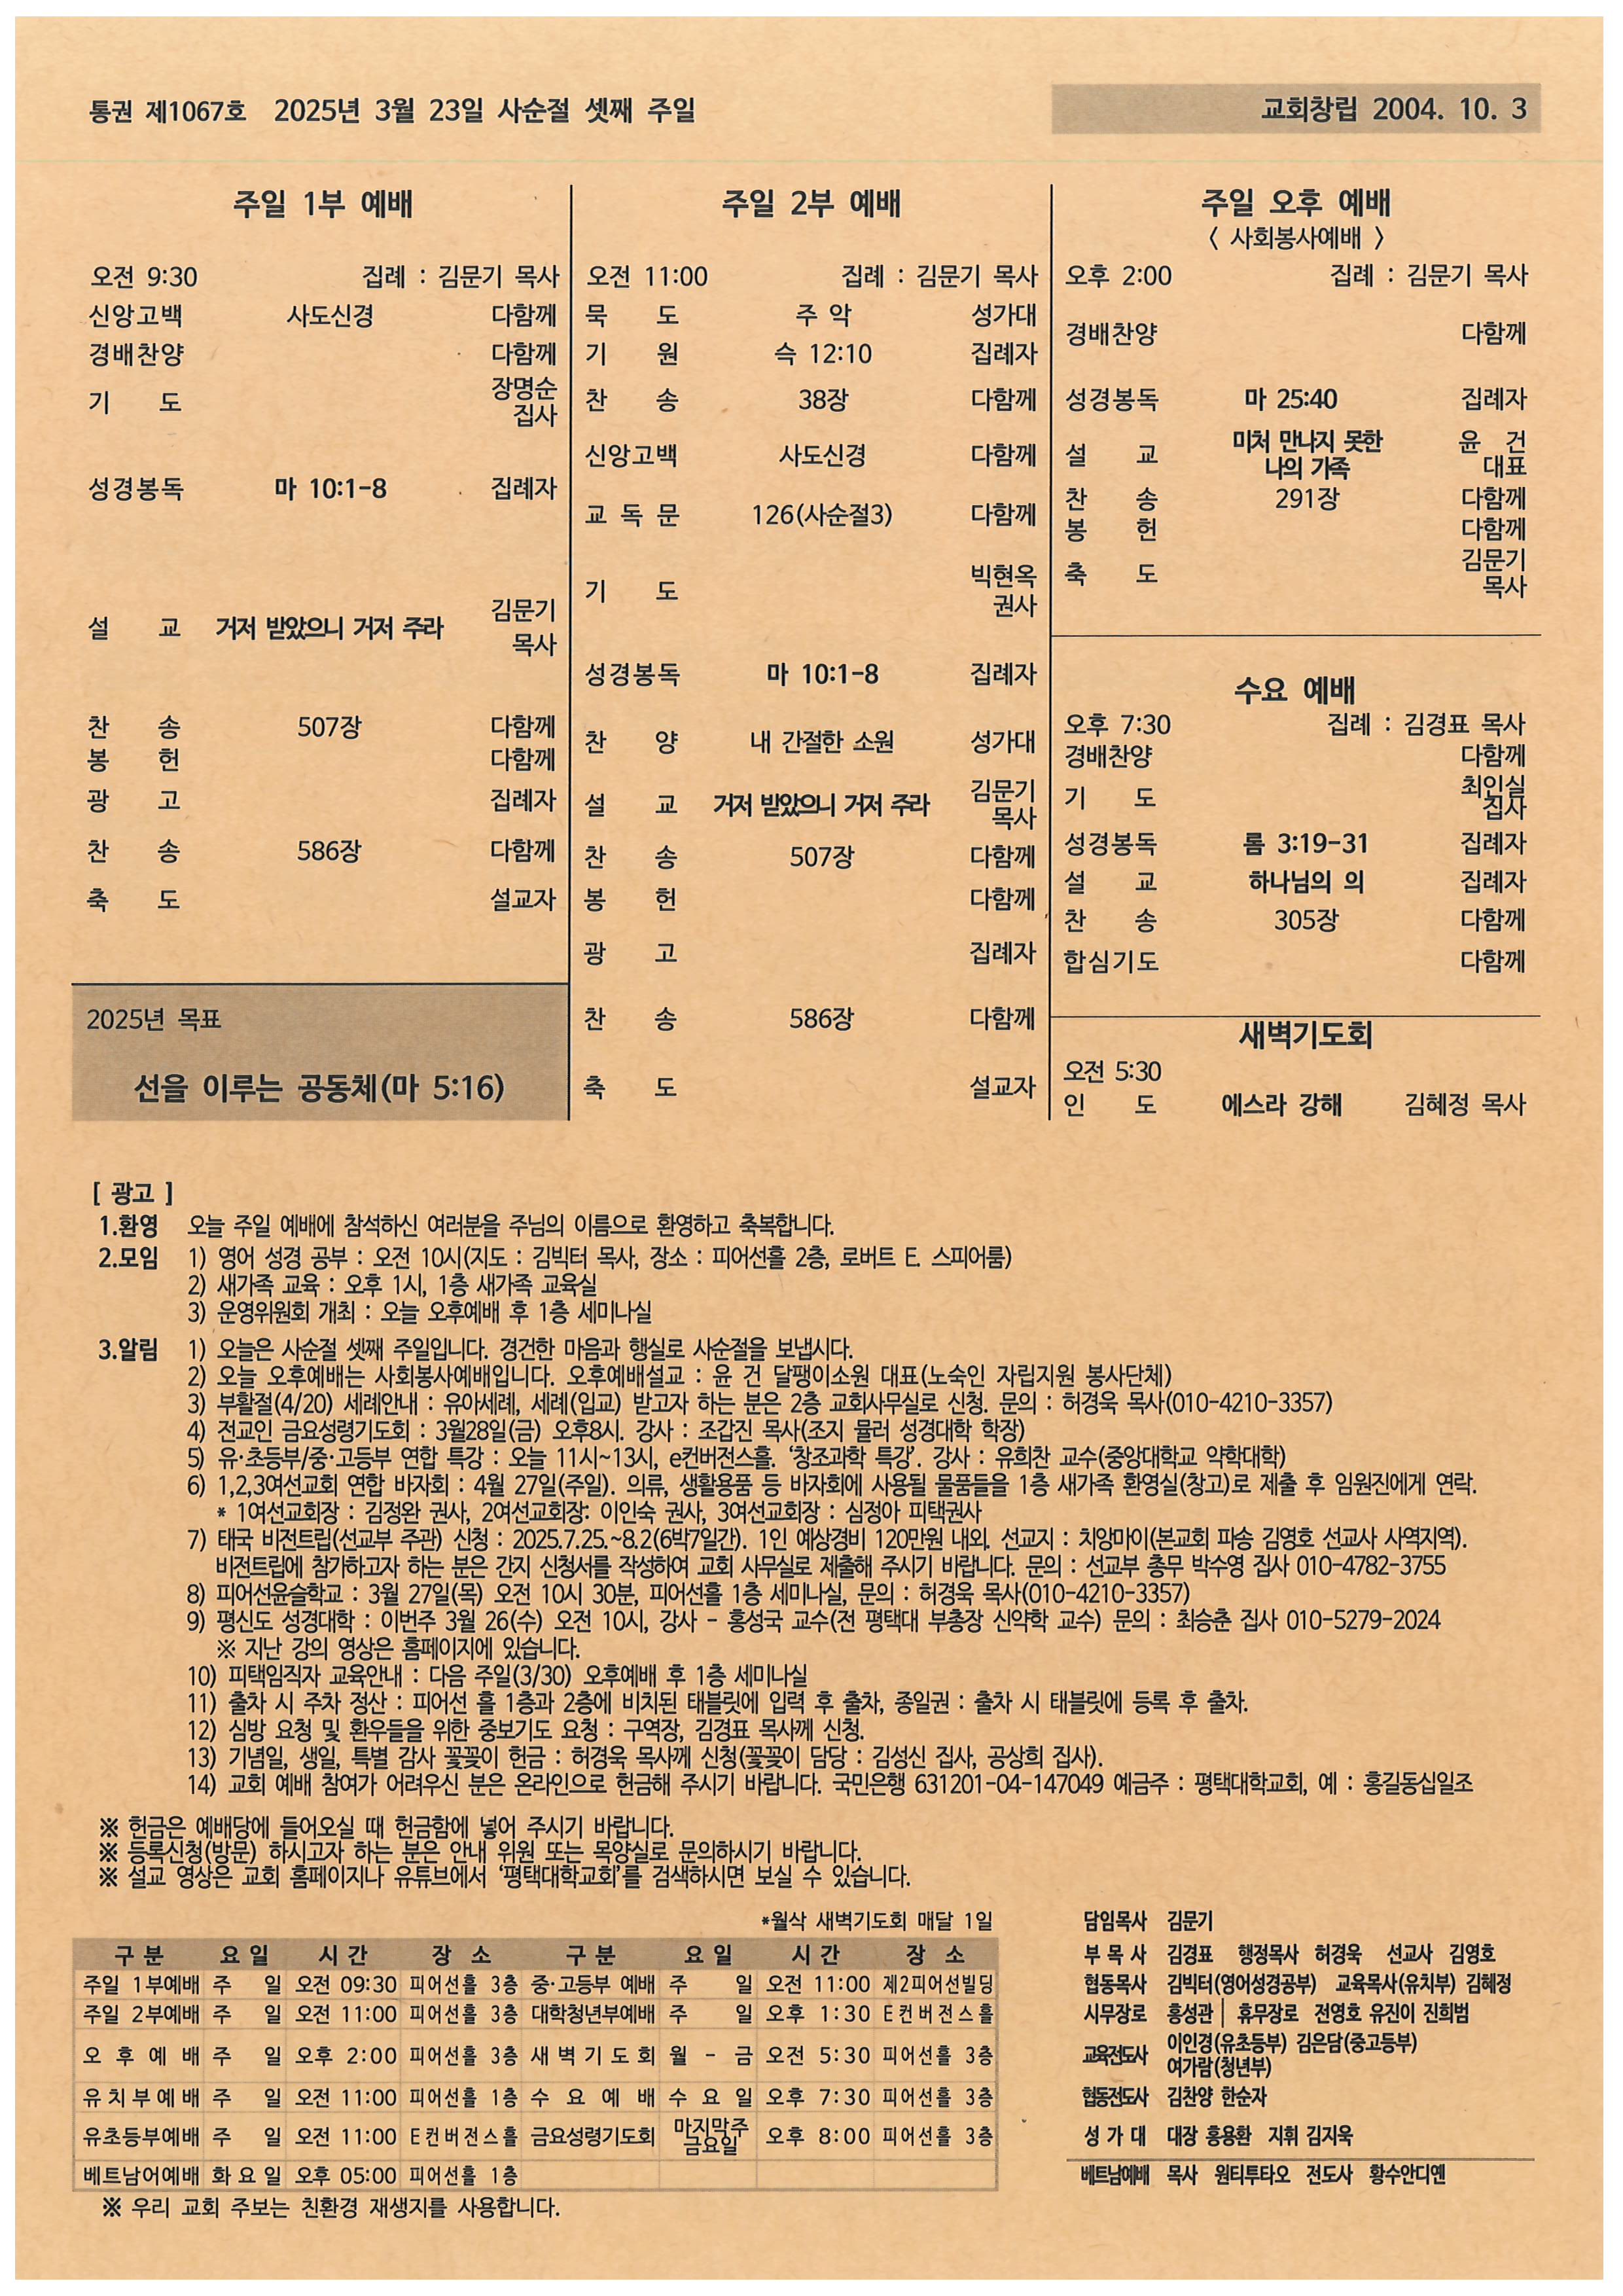 통권 제1067호 2025년 3월 23일 사순절 셋째 주일
교회창립 2004. 10. 3
주일 1부 예배
오전 9:30 집례 : 김문기 목사
신앙고백 사도신경 다함께
경배찬양 다함께
기 도 장명순 집사
성경봉독 마 10:1-8 집례자
설 교 거저 받았으니 거저 주라 김문기 목사
찬 송 507장 다함께
봉 헌 다함께
광 고 집례자
찬 송 586장 다함께
축 도 설교자
2025년 목표
선을 이루는 공동체(마 5:16)
주일 2부 예배
오전 11:00 집례 : 김문기 목사
묵 도 주 악 성가대
기 원 슥 12:10 집례자
찬 송 38장 다함께
신앙고백 사도신경 다함께
교 독 문 126(사순절3) 다함께
기 도 빅현옥 권사
성경봉독 마 10:1-8 집례자
찬 양 내 간절한 소원 성가대
설 교 거저 받았으니 거저 주라 김문기 목사
찬 송 507장 다함께
봉 헌 다함께
광 고 집례자
찬 송 586장 다함께
축 도 설교자
주일 오후 예배
〈 사회봉사예배 〉
오후 2:00 집례 : 김문기 목사
경배찬양 다함께
성경봉독 마 25:40 집례자
설 교 미처 만나지 못한 나의 가족 윤 건 대표
찬 송 291장 다함께
봉 헌 다함께
축 도 김문기 목사
수요 예배
오후 7:30 집례 : 김경표 목사
경배찬양 다함께
기 도 최인실 집사
성경봉독 롬 3:19-31 집례자
설 교 하나님의 의 집례자
찬 송 305장 다함께
합심기도 다함께
새벽기도회
오전 5:30
인 도 에스라 강해 김혜정 목사
[ 광고 ]
1.환영 오늘 주일 예배에 참석하신 여러분을 주님의 이름으로 환영하고 축복합니다.
2.모임 1) 영어 성경 공부 : 오전 10시(지도 : 김빅터 목사, 장소 : 피어선홀 2층, 로버트 E. 스피어룸)
2) 새가족 교육 : 오후 1시, 1층 새가족 교육실
3) 운영위원회 개최 : 오늘 오후예배 후 1층 세미나실
3.알림 1) 오늘은 사순절 셋째 주일입니다. 경건한 마음과 행실로 사순절을 보냅시다.
2) 오늘 오후예배는 사회봉사예배입니다. 오후예배설교 : 윤 건 달팽이소원 대표(노숙인 자립지원 봉사단체)
3) 부활절(4/20) 세례안내 : 유아세례, 세례(입교) 받고자 하는 분은 2층 교회사무실로 신청. 문의 : 허경욱 목사(010-4210-3357)
4) 전교인 금요성령기도회 : 3월28일(금) 오후8시. 강사 : 조갑진 목사(조지 뮬러 성경대학 학장)
5) 유·초등부/중·고등부 연합 특강 : 오늘 11시~13시, e컨버전스홀. '창조과학 특강'. 강사 : 유희찬 교수(중앙대학교 약학대학)
6) 1,2,3여선교회 연합 바자회 : 4월 27일(주일). 의류, 생활용품 등 바자회에 사용될 물품들을 1층 새가족 환영실(창고)로 제출 후 임원진에게 연락.
* 1여선교회장 : 김정완 권사, 2여선교회장: 이인숙 권사, 3여선교회장 : 심정아 피택권사
7) 태국 비전트립(선교부 주관) 신청 : 2025.7.25.~8.2(6박7일간). 1인 예상경비 120만원 내외. 선교지 : 치앙마이(본교회 파송 김영호 선교사 사역지역).
비전트립에 참가하고자 하는 분은 간지 신청서를 작성하여 교회 사무실로 제출해 주시기 바랍니다. 문의 : 선교부 총무 박수영 집사 010-4782-3755
8) 피어선윤슬학교 : 3월 27일(목) 오전 10시 30분, 피어선홀 1층 세미나실, 문의 : 허경욱 목사(010-4210-3357)
9) 평신도 성경대학 : 이번주 3월 26(수) 오전 10시, 강사 - 홍성국 교수(전 평택대 부총장 신약학 교수) 문의 : 최승춘 집사 010-5279-2024
※ 지난 강의 영상은 홈페이지에 있습니다.
10) 피택임직자 교육안내 : 다음 주일(3/30) 오후예배 후 1층 세미나실
11) 출차 시 주차 정산 : 피어선 홀 1층과 2층에 비치된 태블릿에 입력 후 출차, 종일권 : 출차 시 태블릿에 등록 후 출차.
12) 심방 요청 및 환우들을 위한 중보기도 요청 : 구역장, 김경표 목사께 신청.
13) 기념일, 생일, 특별 감사 꽃꽂이 헌금 : 허경욱 목사께 신청(꽃꽂이 담당 : 김성신 집사, 공상희 집사).
14) 교회 예배 참여가 어려우신 분은 온라인으로 헌금해 주시기 바랍니다. 국민은행 631201-04-147049 예금주 : 평택대학교회, 예 : 홍길동십일조
※ 헌금은 예배당에 들어오실 때 헌금함에 넣어 주시기 바랍니다.
※ 등록신청(방문) 하시고자 하는 분은 안내 위원 또는 목양실로 문의하시기 바랍니다.
※ 설교 영상은 교회 홈페이지나 유튜브에서 '평택대학교회'를 검색하시면 보실 수 있습니다.
*월삭 새벽기도회 매달 1일
구 분 요 일 시 간 장 소 구 분 요 일 시 간 장 소
주일 1부예배 주 일 오전 09:30 피어선홀 3층 중·고등부 예배 주 일 오전 11:00 제2피어선빌딩
주일 2부예배 주 일 오전 11:00 피어선홀 3층 대학청년부예배 주 일 오후 1:30 E컨버전스홀
오 후 예 배 주 일 오후 2:00 피어선홀 3층 새 벽 기 도 회 월 - 금 오전 5:30 피어선홀 3층
유치부예배 주 일 오전 11:00 피어선홀 1층 수 요 예 배 수 요 일 오후 7:30 피어선홀 3층
유초등부예배 주 일 오전 11:00 E컨버전스홀 금요성령기도회 마지막주 금요일 오후 8:00 피어선홀 3층
베트남어예배 화 요 일 오후 05:00 피어선홀 1층
※ 우리 교회 주보는 친환경 재생지를 사용합니다.
담임목사 김문기
부 목 사 김경표 행정목사 허경욱 선교사 김영호
협동목사 김빅터(영어성경공부) 교육목사(유치부) 김혜정
시무장로 홍성관 | 휴무장로 전영호 유진이 진희범
교육전도사 이인경(유초등부) 김은담(중고등부)
여가람(청년부)
협동전도사 김찬양 한순자
성 가 대 대장 홍용환 지휘 김지욱
베트남예배 목사 원티투타오 전도사 황수안디옌